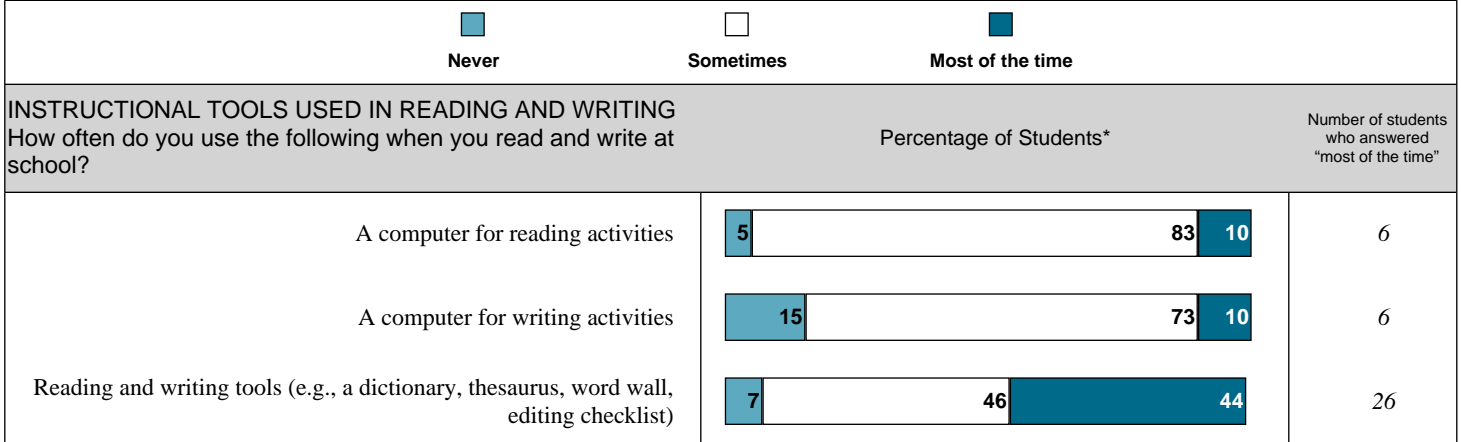 Never Sometimes Most of the time
INSTRUCTIONAL TOOLS USED IN READING AND WRITING
How often do you use the following when you read and write at
school?
Percentage of Students*
Number of students
who answered
“most of the time”
A computer for reading activities 5 83 10 6
A computer for writing activities 15 73 10 6
Reading and writing tools (e.g., a dictionary, thesaurus, word wall,
editing checklist) 7 46 44 26